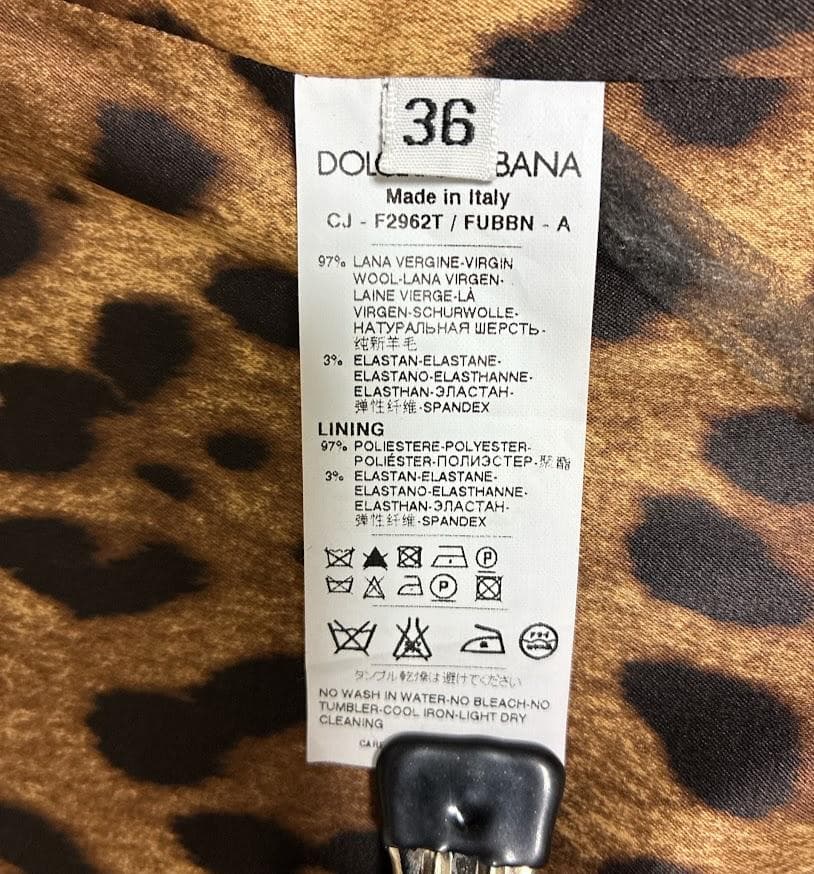 36
DOL BANA
Made in Italy
CJ - F2962T / FUBBN - A
97% LANA VERGINE-VIRGIN
WOOL-LANA VIRGEN-
LAINE VIERGE-LÀ
VIRGEN-SCHURWOLLE-
НАТУРАЛЬНАЯ ШЕРСТЬ-
纯新羊毛
3% ELASTAN-ELASTANE-
ELASTANO-ELASTHANNE-
ELASTHAN-ЭЛАСТАН-
弹性纤维-SPANDEX
LINING
97% POLIESTERE-POLYESTER-
POLIÉSTER-ПОЛИЭСТЕР-聚酯
3% ELASTAN-ELASTANE-
ELASTANO-ELASTHANNE-
ELASTHAN-ЭЛАСТАН-
弹性纤维-SPANDEX
P
P
タンブル乾燥は避けてください
NO WASH IN WATER-NO BLEACH-NO
TUMBLER-COOL IRON-LIGHT DRY
CLEANING